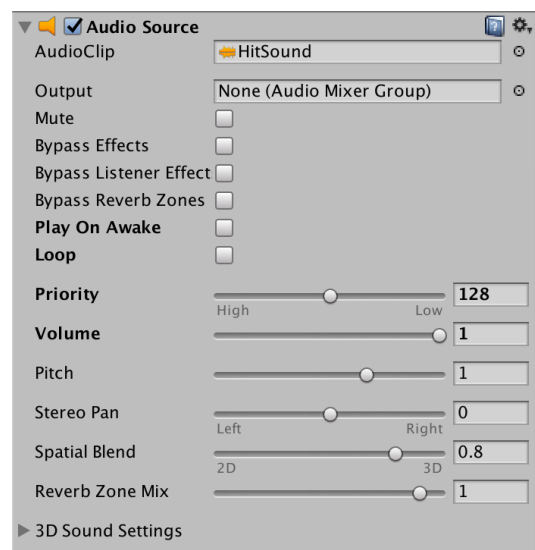 Audio Source
AudioClip HitSound
Output None (Audio Mixer Group)
Mute
Bypass Effects
Bypass Listener Effect
Bypass Reverb Zones
Play On Awake
Loop
Priority 128
High Low
Volume 1
Pitch 1
Stereo Pan 0
Left Right
Spatial Blend 0.8
2D 3D
Reverb Zone Mix 1
3D Sound Settings